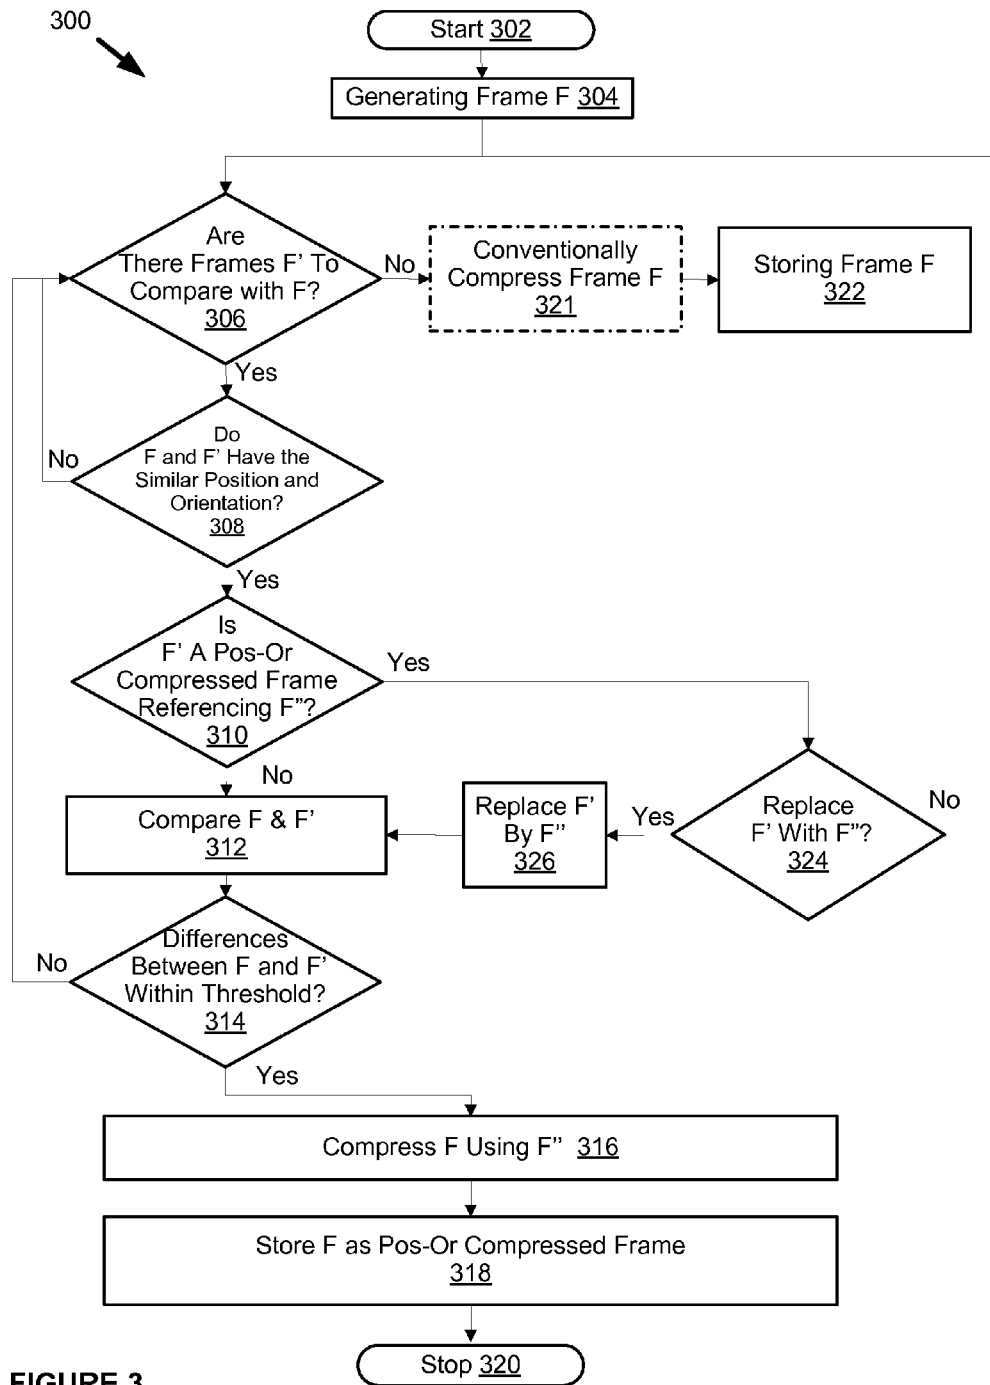 300
Start 302
Generating Frame F 304
Are
There Frames F' To
Compare with F?
306
No
Conventionally
Compress Frame F
321
Storing Frame F
322
Yes
Do
F and F' Have the
Similar Position and
Orientation?
308
No
Yes
Is
F' A Pos-Or
Compressed Frame
Referencing F"?
310
Yes
No
Compare F & F'
312
Replace F'
By F''
326
Yes
Replace
F' With F"?
324
No
Differences
Between F and F'
Within Threshold?
314
No
Yes
Compress F Using F'' 316
Store F as Pos-Or Compressed Frame
318
Stop 320
FIGURE 3